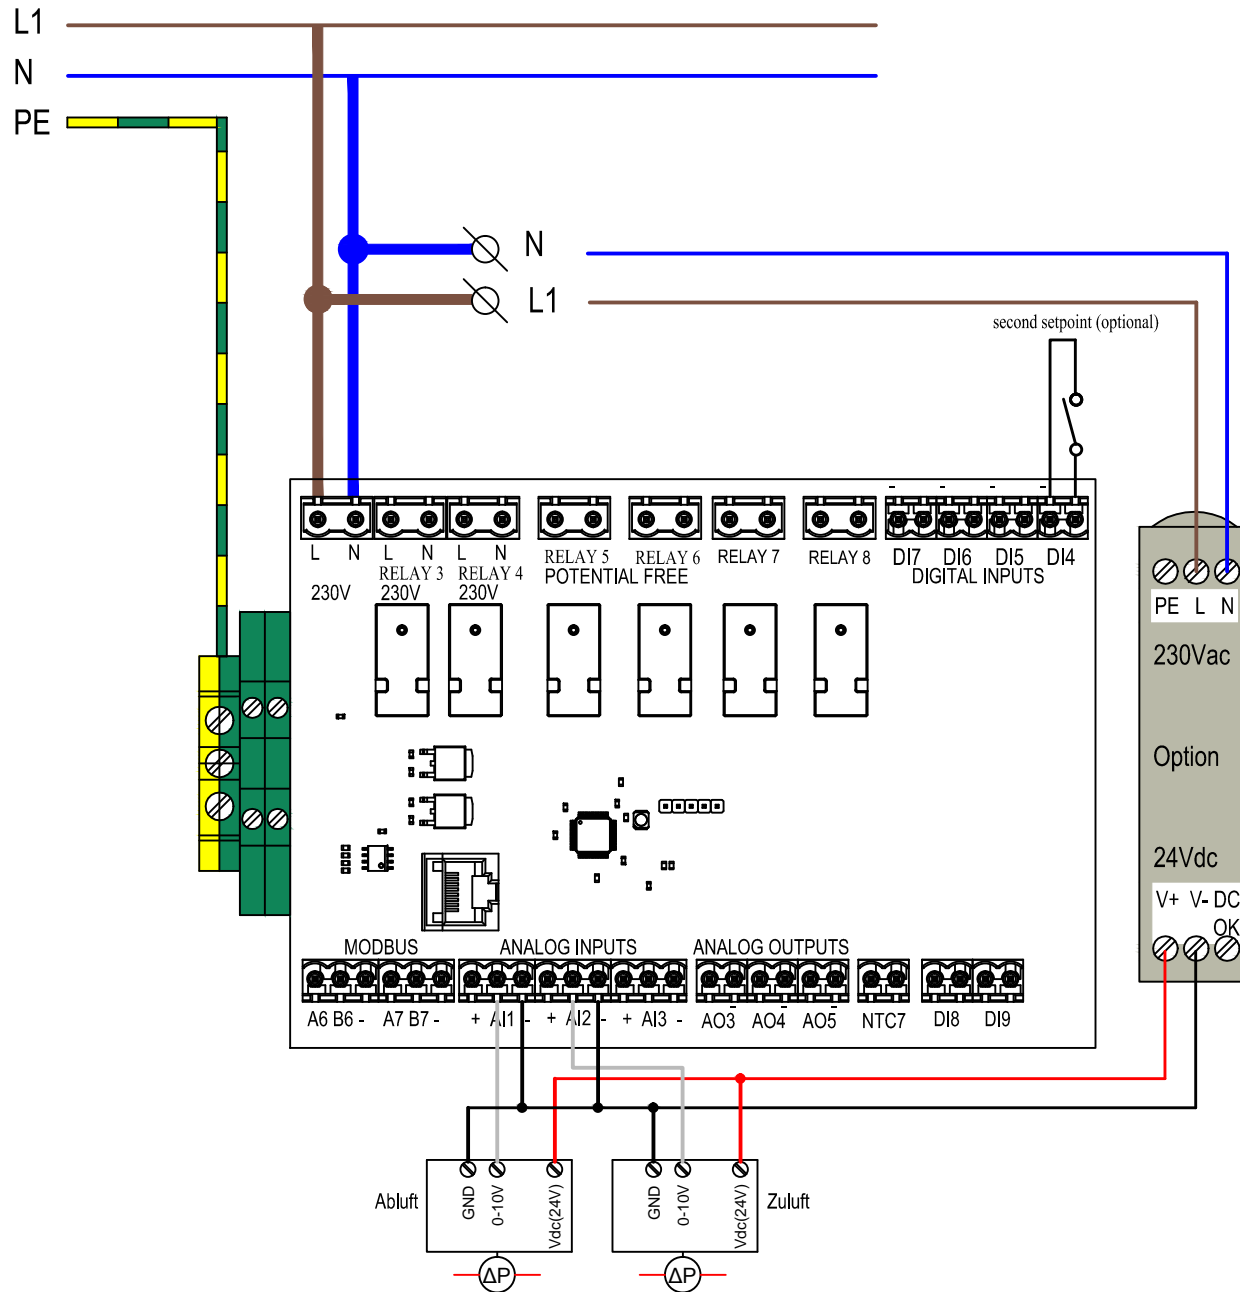 L1
N
PE
N
L1
second setpoint (optional)
- - - -
L N L N L N RELAY 5 RELAY 6 RELAY 7 RELAY 8 DI7 DI6 DI5 DI4
RELAY 3 RELAY 4 POTENTIAL FREE DIGITAL INPUTS
230V 230V 230V
PE L N
230Vac
Option
24Vdc
V+ V- DC
OK
MODBUS ANALOG INPUTS ANALOG OUTPUTS
A6 B6 - A7 B7 - + AI1 - + AI2 - + AI3 - AO3 - AO4 - AO5 - NTC7 DI8 DI9
Abluft GND 0-10V Vdc(24V) GND 0-10V Vdc(24V) Zuluft
ΔP ΔP